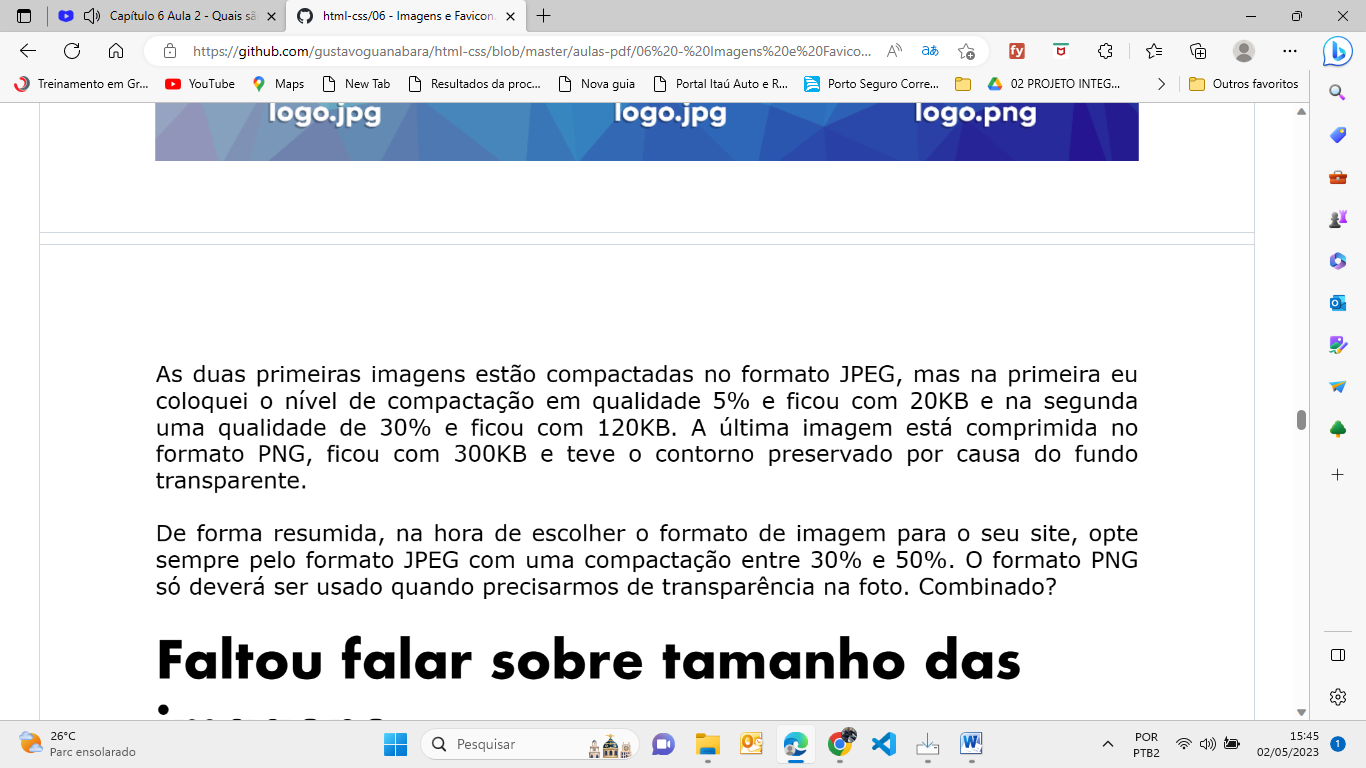 Capítulo 6 Aula 2 - Quais sã
html-css/06 - Imagens e Favicon.
https://github.com/gustavoguanabara/html-css/blob/master/aulas-pdf/06%20-%20Imagens%20e%20Favico...
Treinamento em Gr...
YouTube
Maps
New Tab
Resultados da proc...
Nova guia
Portal Itaú Auto e R...
Porto Seguro Corre...
02 PROJETO INTEG...
Outros favoritos
logo.jpg
logo.jpg
logo.png
As duas primeiras imagens estão compactadas no formato JPEG, mas na primeira eu
coloquei o nível de compactação em qualidade 5% e ficou com 20KB e na segunda
uma qualidade de 30% e ficou com 120KB. A última imagem está comprimida no
formato PNG, ficou com 300KB e teve o contorno preservado por causa do fundo
transparente.
De forma resumida, na hora de escolher o formato de imagem para o seu site, opte
sempre pelo formato JPEG com uma compactação entre 30% e 50%. O formato PNG
só deverá ser usado quando precisarmos de transparência na foto. Combinado?
Faltou falar sobre tamanho das
26°C
Parc ensolarado
Pesquisar
POR
PTB2
15:45
02/05/2023
1